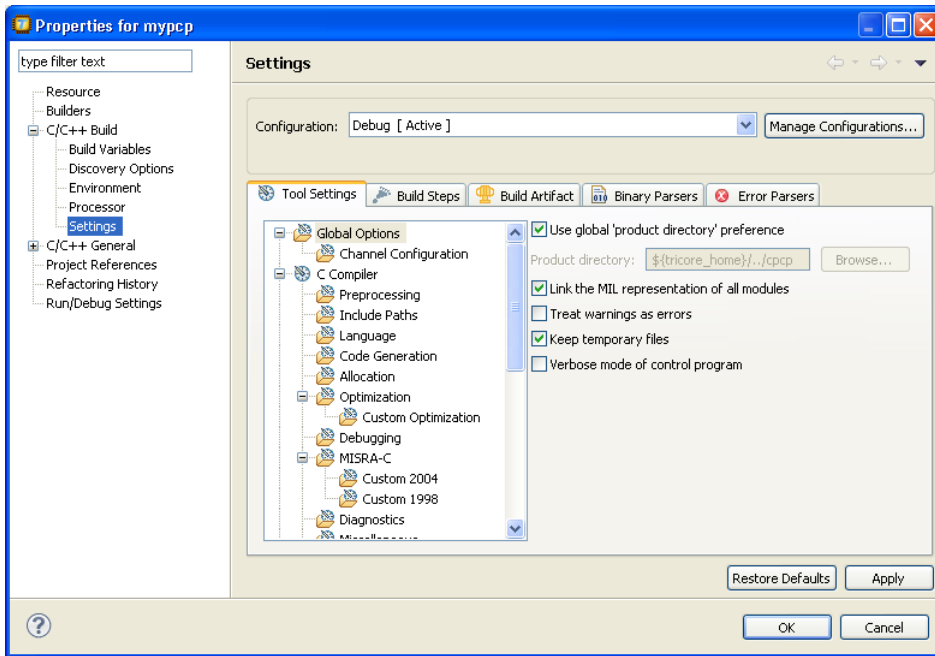 Properties for mypcp
type filter text
Resource
Builders
C/C++ Build
Build Variables
Discovery Options
Environment
Processor
Settings
C/C++ General
Project References
Refactoring History
Run/Debug Settings
Settings
Configuration: Debug [ Active ] Manage Configurations...
Tool Settings Build Steps Build Artifact Binary Parsers Error Parsers
Global Options
Channel Configuration
C Compiler
Preprocessing
Include Paths
Language
Code Generation
Allocation
Optimization
Custom Optimization
Debugging
MISRA-C
Custom 2004
Custom 1998
Diagnostics
Use global 'product directory' preference
Product directory: ${tricore_home}/../cpcp Browse...
Link the MIL representation of all modules
Treat warnings as errors
Keep temporary files
Verbose mode of control program
Restore Defaults Apply
OK Cancel